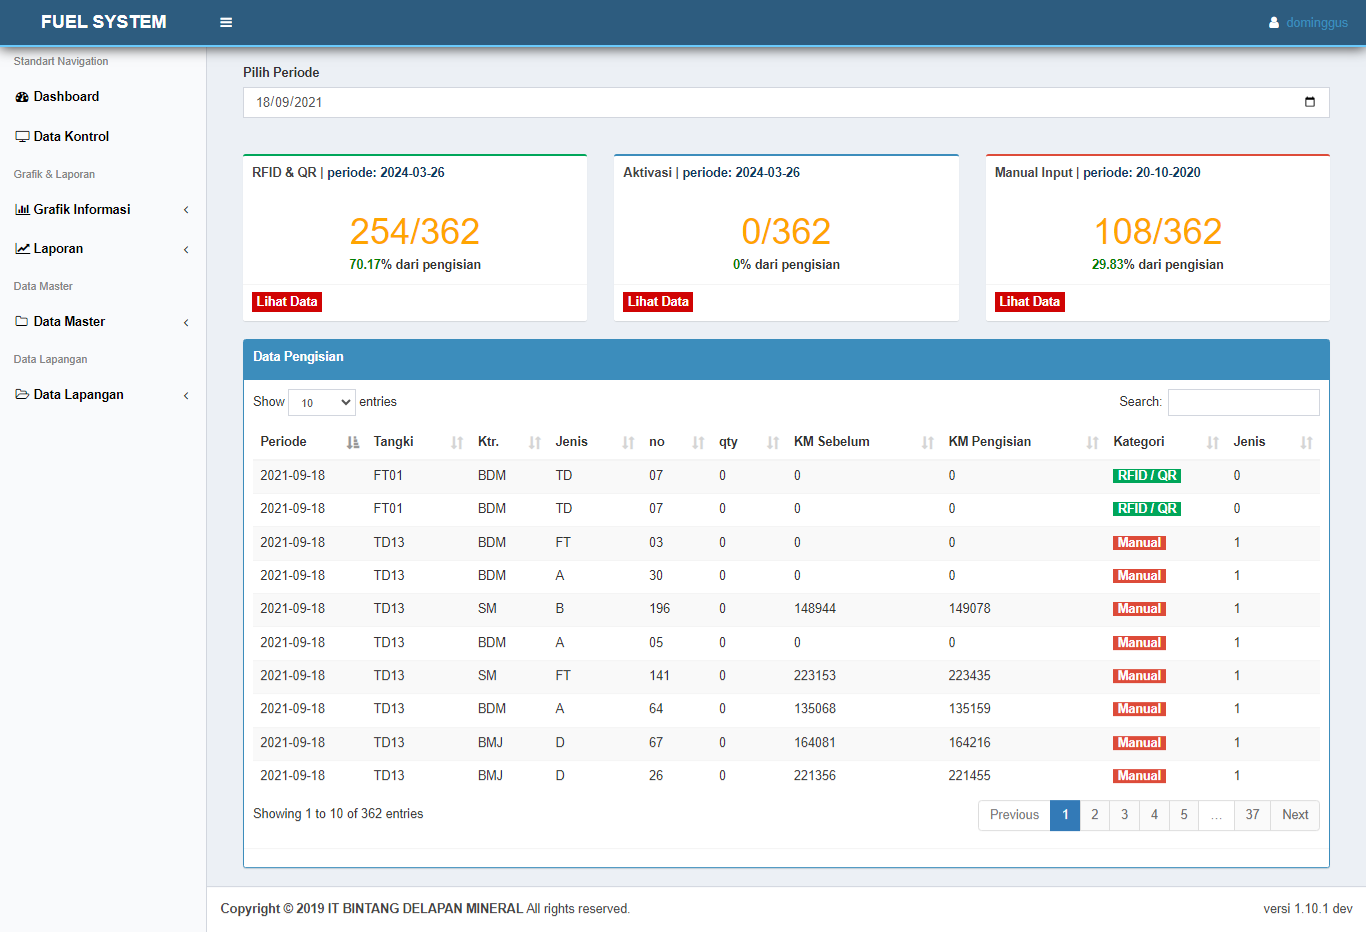 FUEL SYSTEM
dominggus
Standart Navigation
Dashboard
Data Kontrol
Grafik & Laporan
Grafik Informasi
Laporan
Data Master
Data Master
Data Lapangan
Data Lapangan
Pilih Periode
18/09/2021
RFID & QR | periode: 2024-03-26
254/362
70.17% dari pengisian
Lihat Data
Aktivasi | periode: 2024-03-26
0/362
0% dari pengisian
Lihat Data
Manual Input | periode: 20-10-2020
108/362
29.83% dari pengisian
Lihat Data
Data Pengisian
Show 10 entries Search:
Periode Tangki Ktr. Jenis no qty KM Sebelum KM Pengisian Kategori Jenis
2021-09-18 FT01 BDM TD 07 0 0 0 RFID / QR 0
2021-09-18 FT01 BDM TD 07 0 0 0 RFID / QR 0
2021-09-18 TD13 BDM FT 03 0 0 0 Manual 1
2021-09-18 TD13 BDM A 30 0 0 0 Manual 1
2021-09-18 TD13 SM B 196 0 148944 149078 Manual 1
2021-09-18 TD13 BDM A 05 0 0 0 Manual 1
2021-09-18 TD13 SM FT 141 0 223153 223435 Manual 1
2021-09-18 TD13 BDM A 64 0 135068 135159 Manual 1
2021-09-18 TD13 BMJ D 67 0 164081 164216 Manual 1
2021-09-18 TD13 BMJ D 26 0 221356 221455 Manual 1
Showing 1 to 10 of 362 entries
Previous 1 2 3 4 5 … 37 Next
Copyright © 2019 IT BINTANG DELAPAN MINERAL All rights reserved.
versi 1.10.1 dev